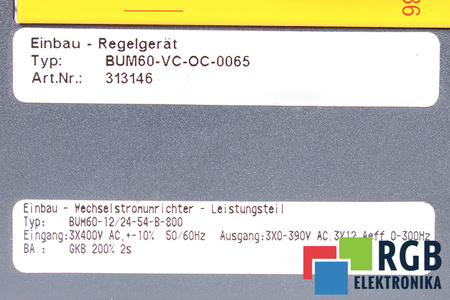 86
Einbau - Regelgerät
Typ: BUM60-VC-OC-0065
Art.Nr.: 313146
Einbau - Wechselstromunrichter - Leistungsteil
Typ: BUM60-12/24-54-B-800
Eingang:3X400V AC,+-10% 50/60Hz Ausgang:3X0-390V AC,3X12 Aeff 0-300Hz
BA.: GKB 200% 2s
RGB
ELEKTRONIKA